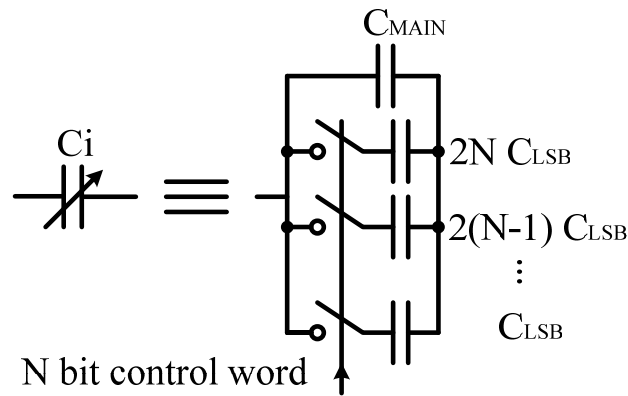 CMAIN
Ci
2N CLSB
2(N-1) CLSB
⋮
CLSB
N bit control word